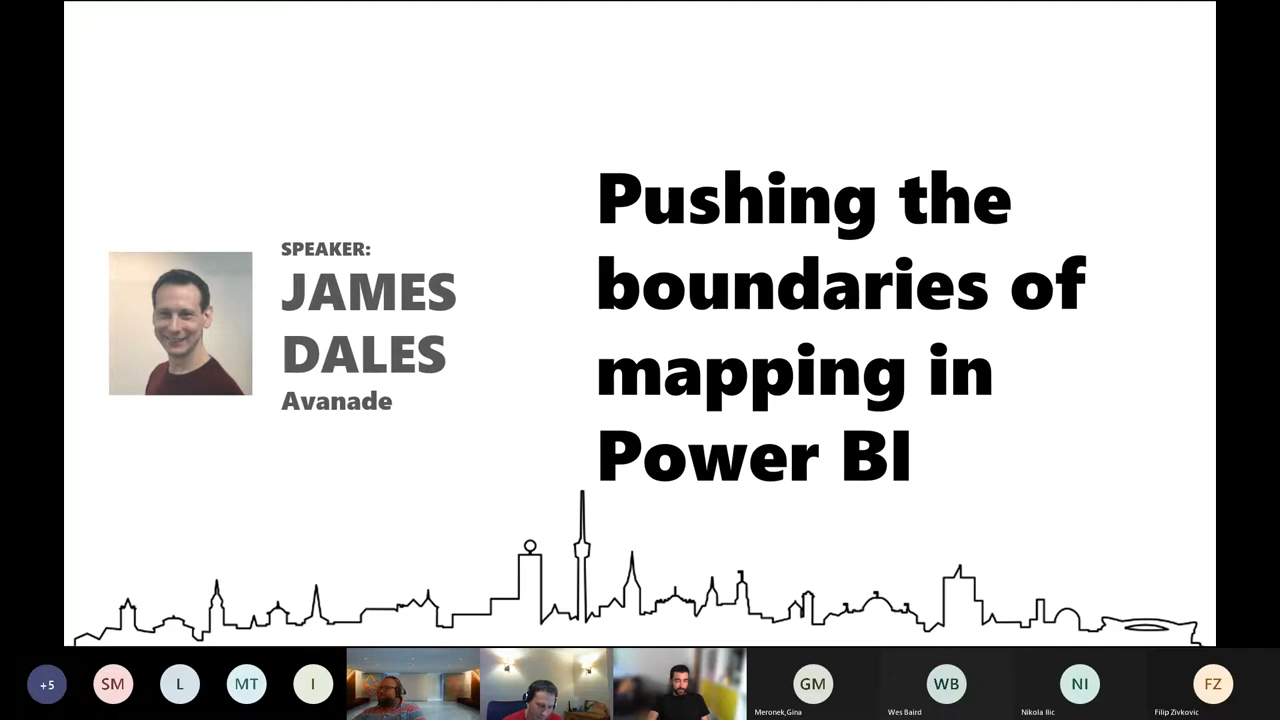 Pushing the
boundaries of
mapping in
Power BI
SPEAKER:
JAMES
DALES
Avanade
+5
SM
L
MT
I
GM
Meronek,Gina
WB
Wes Baird
NI
Nikola Ilic
FZ
Filip Zivkovic